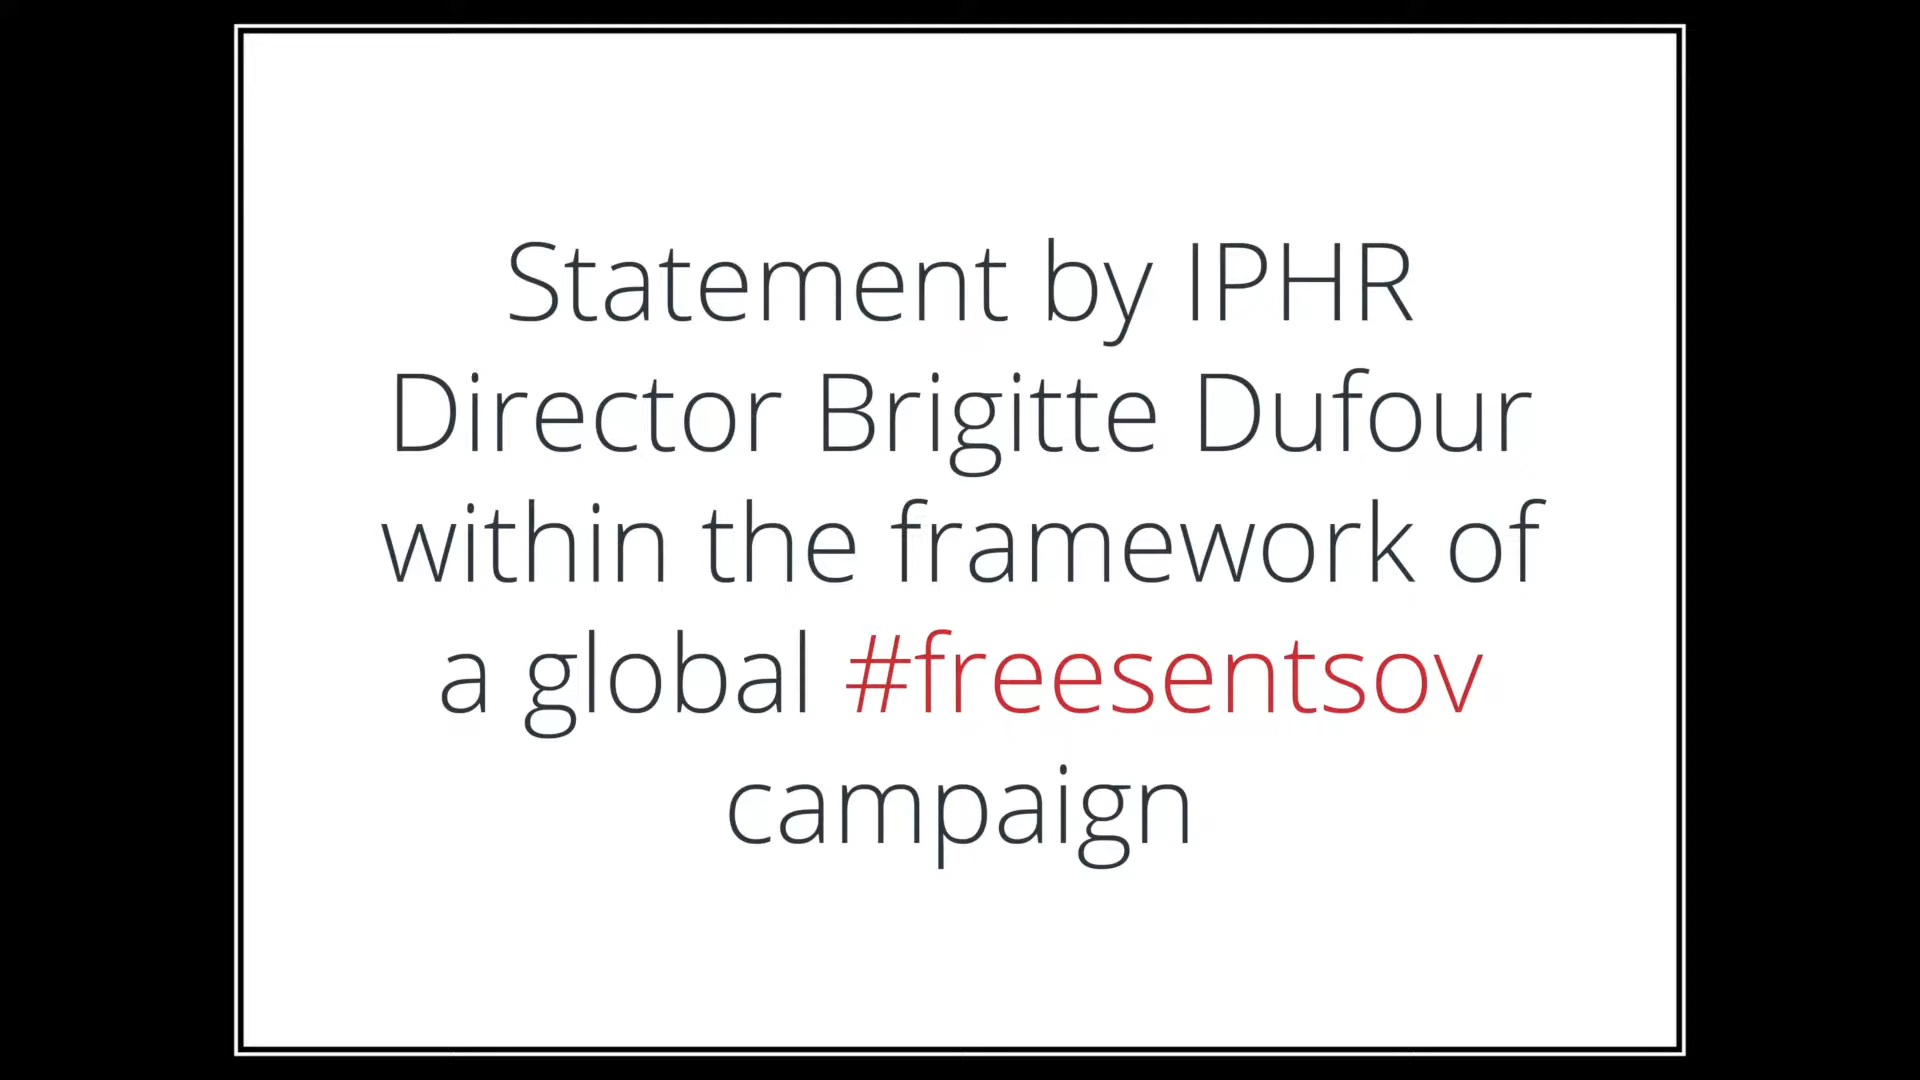 Statement by IPHR
Director Brigitte Dufour
within the framework of
a global #freesentsov
campaign